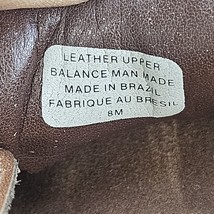 LEATHER UPPER
BALANCE MAN MADE
MADE IN BRAZIL
FABRIQUE AU BRESIL
8M